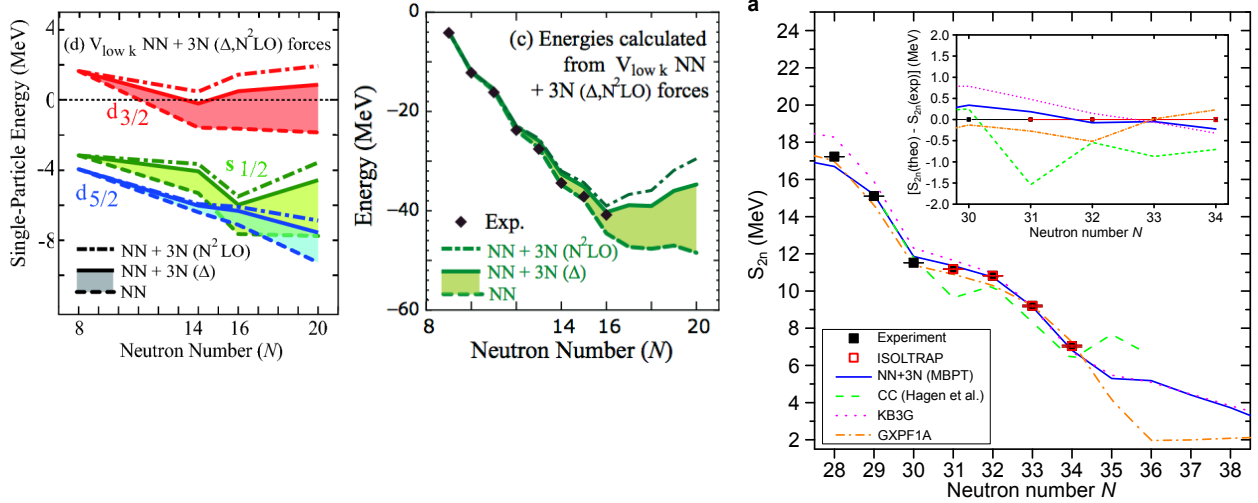 Single-Particle Energy (MeV)
4
0
-4
-8
(d) V_low k NN + 3N (Δ,N²LO) forces
d3/2
s1/2
d5/2
NN + 3N (N²LO)
NN + 3N (Δ)
NN
8
14
16
20
Neutron Number (N)
Energy (MeV)
0
−20
−40
−60
(c) Energies calculated
from V_low k NN
+ 3N (Δ,N²LO) forces
Exp.
NN + 3N (N²LO)
NN + 3N (Δ)
NN
8
14
16
20
Neutron Number (N)
a
S2n (MeV)
24
22
20
18
16
14
12
10
8
6
4
2
[S2n(theo) - S2n(exp)] (MeV)
2.0
1.5
1.0
0.5
0.0
-0.5
-1.0
-1.5
-2.0
30 31 32 33 34
Neutron number N
Experiment
ISOLTRAP
NN+3N (MBPT)
CC (Hagen et al.)
KB3G
GXPF1A
28 29 30 31 32 33 34 35 36 37 38
Neutron number N